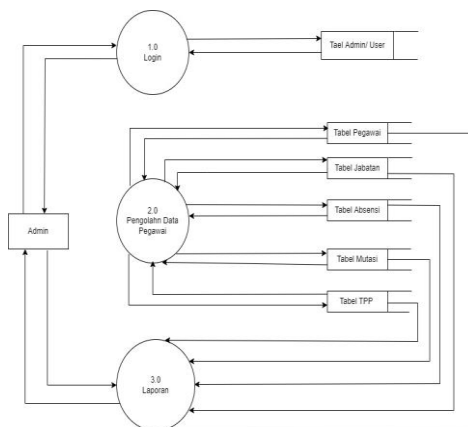 1.0
Login
Tael Admin/ User
Tabel Pegawai
Tabel Jabatan
2.0
Pengolahn Data
Pegawai
Tabel Absensi
Admin
Tabel Mutasi
Tabel TPP
3.0
Laporan